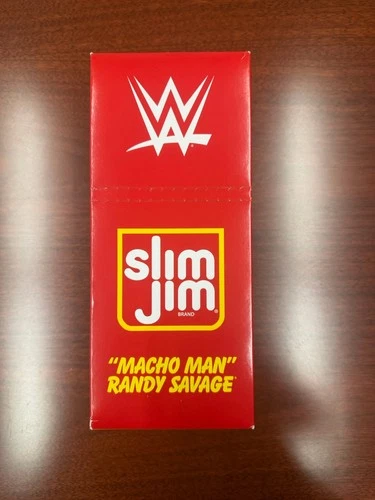 W
slim
jim
BRAND
®
"MACHO MAN"
RANDY SAVAGE